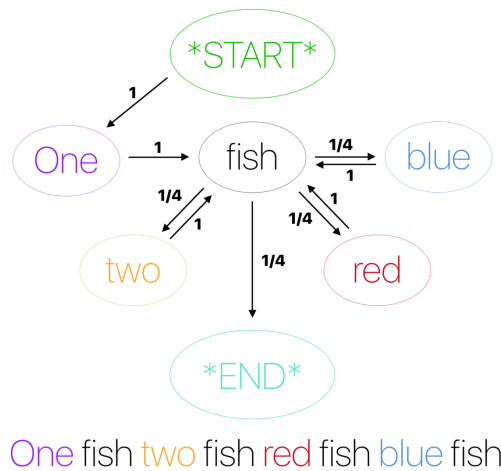 *START*
1
One
1
fish
1/4
1
blue
1/4
1
1
1/4
two
1/4
red
*END*
One fish two fish red fish blue fish